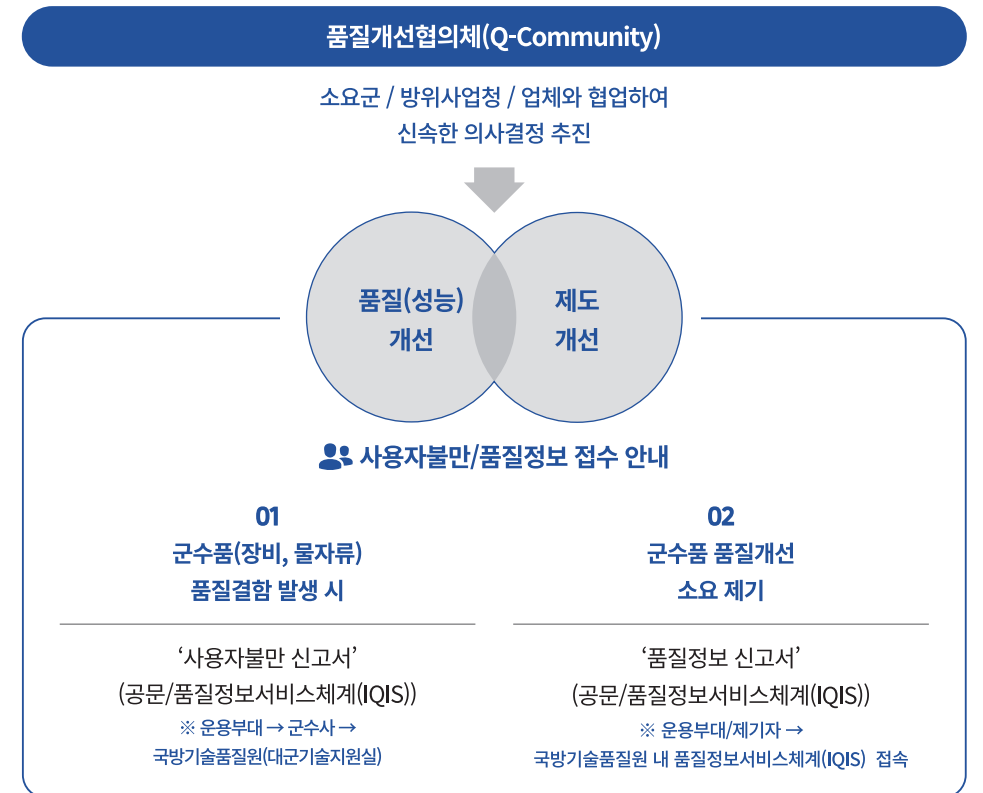 품질개선협의체(Q-Community)
소요군 / 방위사업청 / 업체와 협업하여
신속한 의사결정 추진
품질(성능)
개선
제도
개선
사용자불만/품질정보 접수 안내
01
군수품(장비, 물자류)
품질결함 발생 시
‘사용자불만 신고서’
(공문/품질정보서비스체계(IQIS))
※ 운용부대 → 군수사 →
국방기술품질원(대군기술지원실)
02
군수품 품질개선
소요 제기
‘품질정보 신고서’
(공문/품질정보서비스체계(IQIS))
※ 운용부대/제기자 →
국방기술품질원 내 품질정보서비스체계(IQIS) 접속